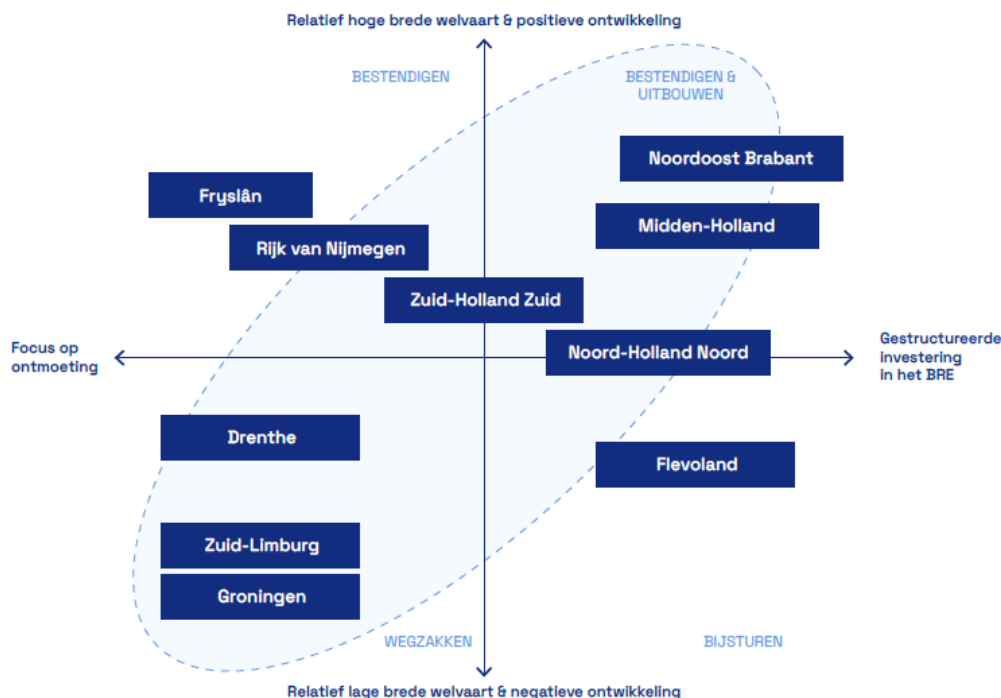 Relatief hoge brede welvaart & positieve ontwikkeling
BESTENDIGEN
BESTENDIGEN &
UITBOUWEN
Noordoost Brabant
Fryslân
Midden-Holland
Rijk van Nijmegen
Zuid-Holland Zuid
Focus op
ontmoeting
Noord-Holland Noord
Gestructureerde
investering
in het BRE
Drenthe
Flevoland
Zuid-Limburg
Groningen
WEGZAKKEN
BIJSTUREN
Relatief lage brede welvaart & negatieve ontwikkeling